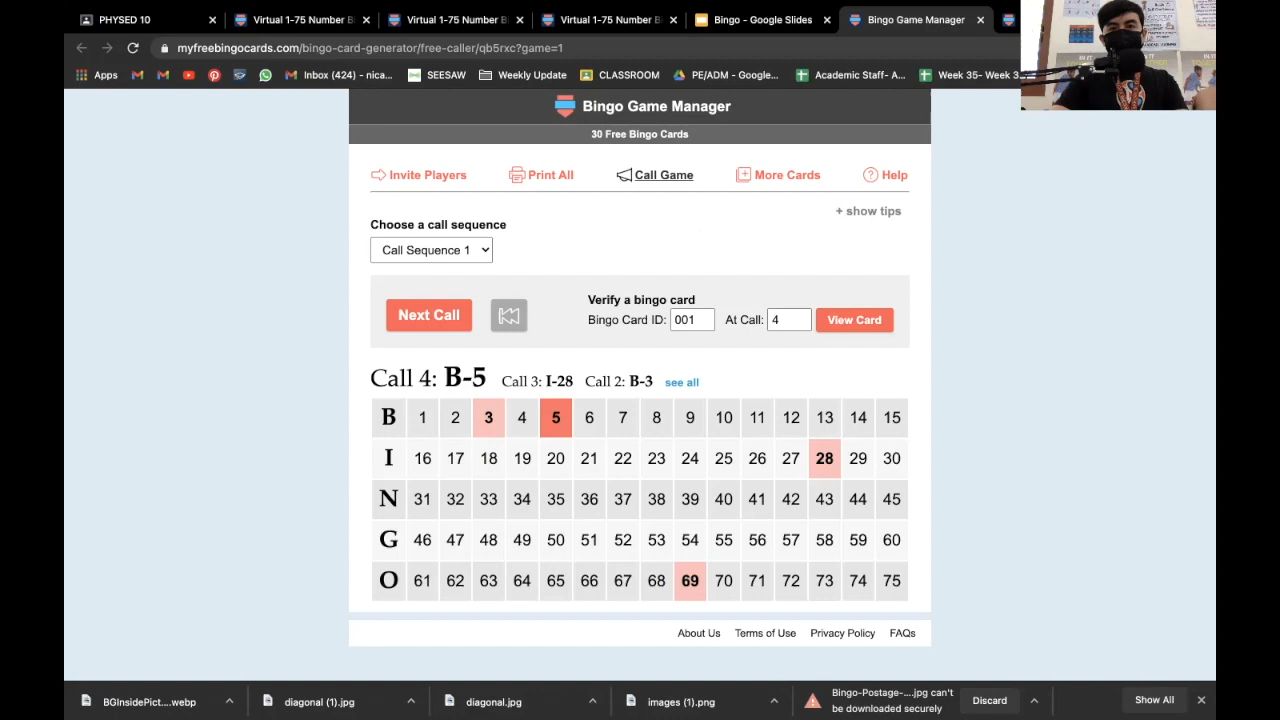 PHYSED 10
Virtual 1-75 Number B
Virtual 1-75 Number
Virtual 1-75 Number B
Bingo - Google Slides
Bingo Game Manager
myfreebingocards.com/bingo-card-generator/free-caller/qb5rxc?game=1
Apps
Inbox (424) - rica...
SEESAW
Weekly Update
CLASSROOM
PE/ADM - Google...
Academic Staff- A...
Week 35- Week 3
Bingo Game Manager
30 Free Bingo Cards
Invite Players Print All Call Game More Cards Help
+ show tips
Choose a call sequence
Call Sequence 1
Verify a bingo card
Next Call
Bingo Card ID: 001 At Call: 4 View Card
Call 4: B-5 Call 3: I-28 Call 2: B-3 see all
B 1 2 3 4 5 6 7 8 9 10 11 12 13 14 15
I 16 17 18 19 20 21 22 23 24 25 26 27 28 29 30
N 31 32 33 34 35 36 37 38 39 40 41 42 43 44 45
G 46 47 48 49 50 51 52 53 54 55 56 57 58 59 60
O 61 62 63 64 65 66 67 68 69 70 71 72 73 74 75
About Us Terms of Use Privacy Policy FAQs
BGInsidePict....webp
diagonal (1).jpg
diagonal.jpg
images (1).png
Bingo-Postage-....jpg can't
be downloaded securely
Discard
Show All